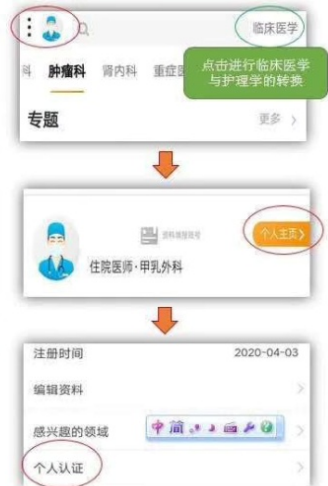 临床医学
科 肿瘤科 肾内科 重症医
点击进行临床医学
与护理学的转换
专题 更多 >
个人主页>
住院医师·甲乳外科
注册时间 2020-04-03
编辑资料 >
感兴趣的领域 >
中简
个人认证 >